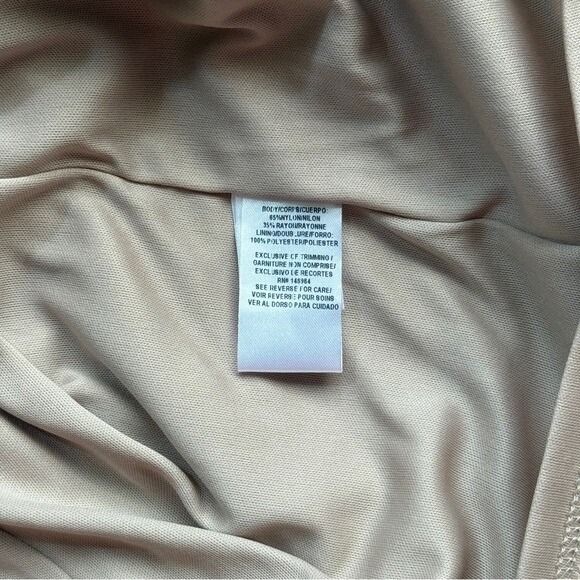 BODY/CORPS/CUERPO:
65%NYLON/NILON
35% RAYON/RAYONNE
LINING/DOUBLURE/FORRO:
100% POLYESTER/POLIESTER
EXCLUSIVE OF TRIMMING/
GARNITURE NON COMPRISE/
EXCLUSIVO DE RECORTES
RN# 148984
SEE REVERSE FOR CARE/
VOIR REVERSE POUR SOINS
VER AL DORSO PARA CUIDADO